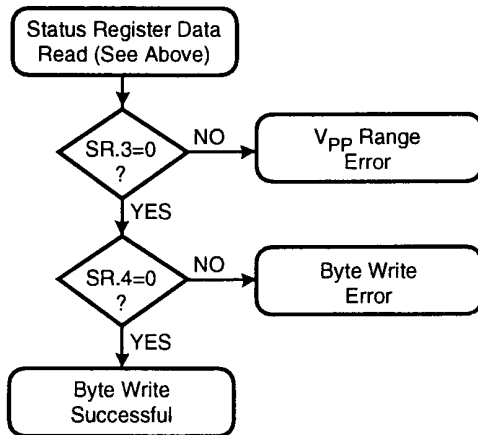 Status Register Data
Read (See Above)
SR.3=0
?
NO
VPP Range
Error
YES
SR.4=0
?
NO
Byte Write
Error
YES
Byte Write
Successful